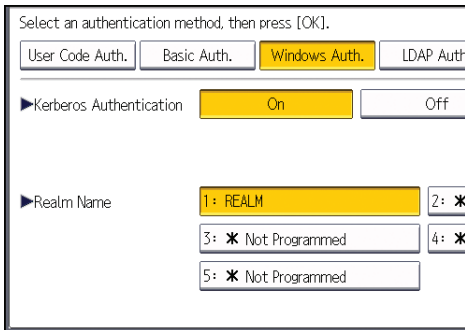 Select an authentication method, then press [OK].
User Code Auth. Basic Auth. Windows Auth. LDAP Auth
▶Kerberos Authentication On Off
▶Realm Name 1: REALM 2: ✱
3: ✱ Not Programmed 4: ✱
5: ✱ Not Programmed